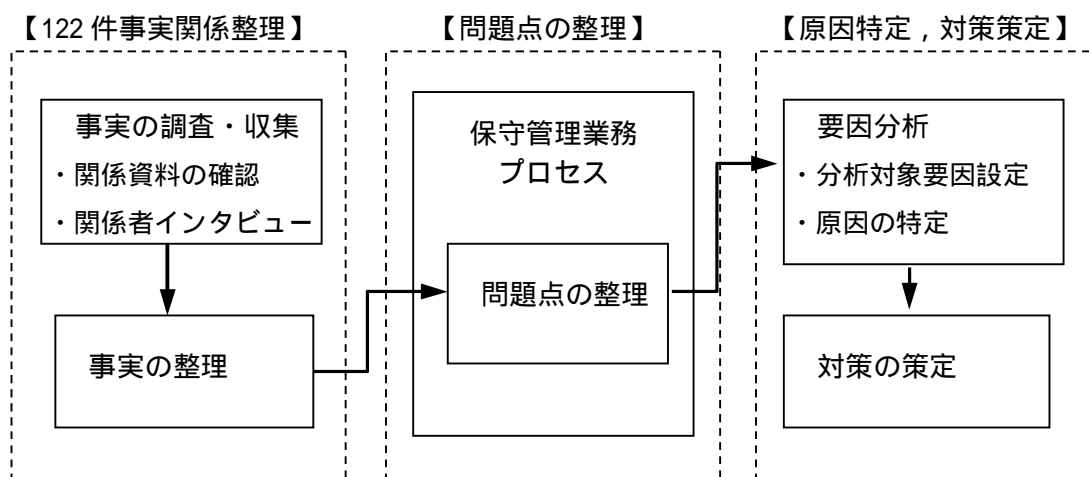 【122 件事実関係整理】
事実の調査・収集
・関係資料の確認
・関係者インタビュー
事実の整理
【問題点の整理】
保守管理業務
プロセス
問題点の整理
【原因特定，対策策定】
要因分析
・分析対象要因設定
・原因の特定
対策の策定